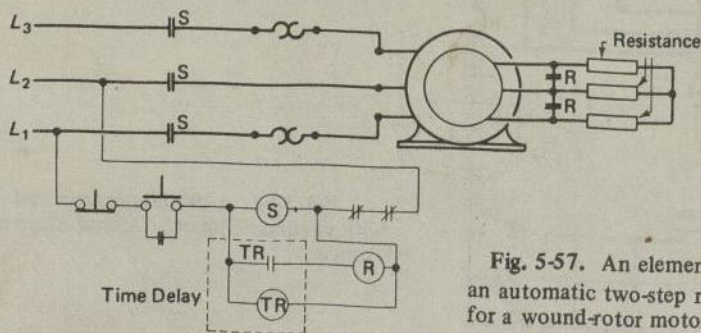 L3
S
L2
S
L1
S
R
R
Resistance
S
TR
R
TR
Time Delay
Fig. 5-57. An elemen
an automatic two-step r
for a wound-rotor moto